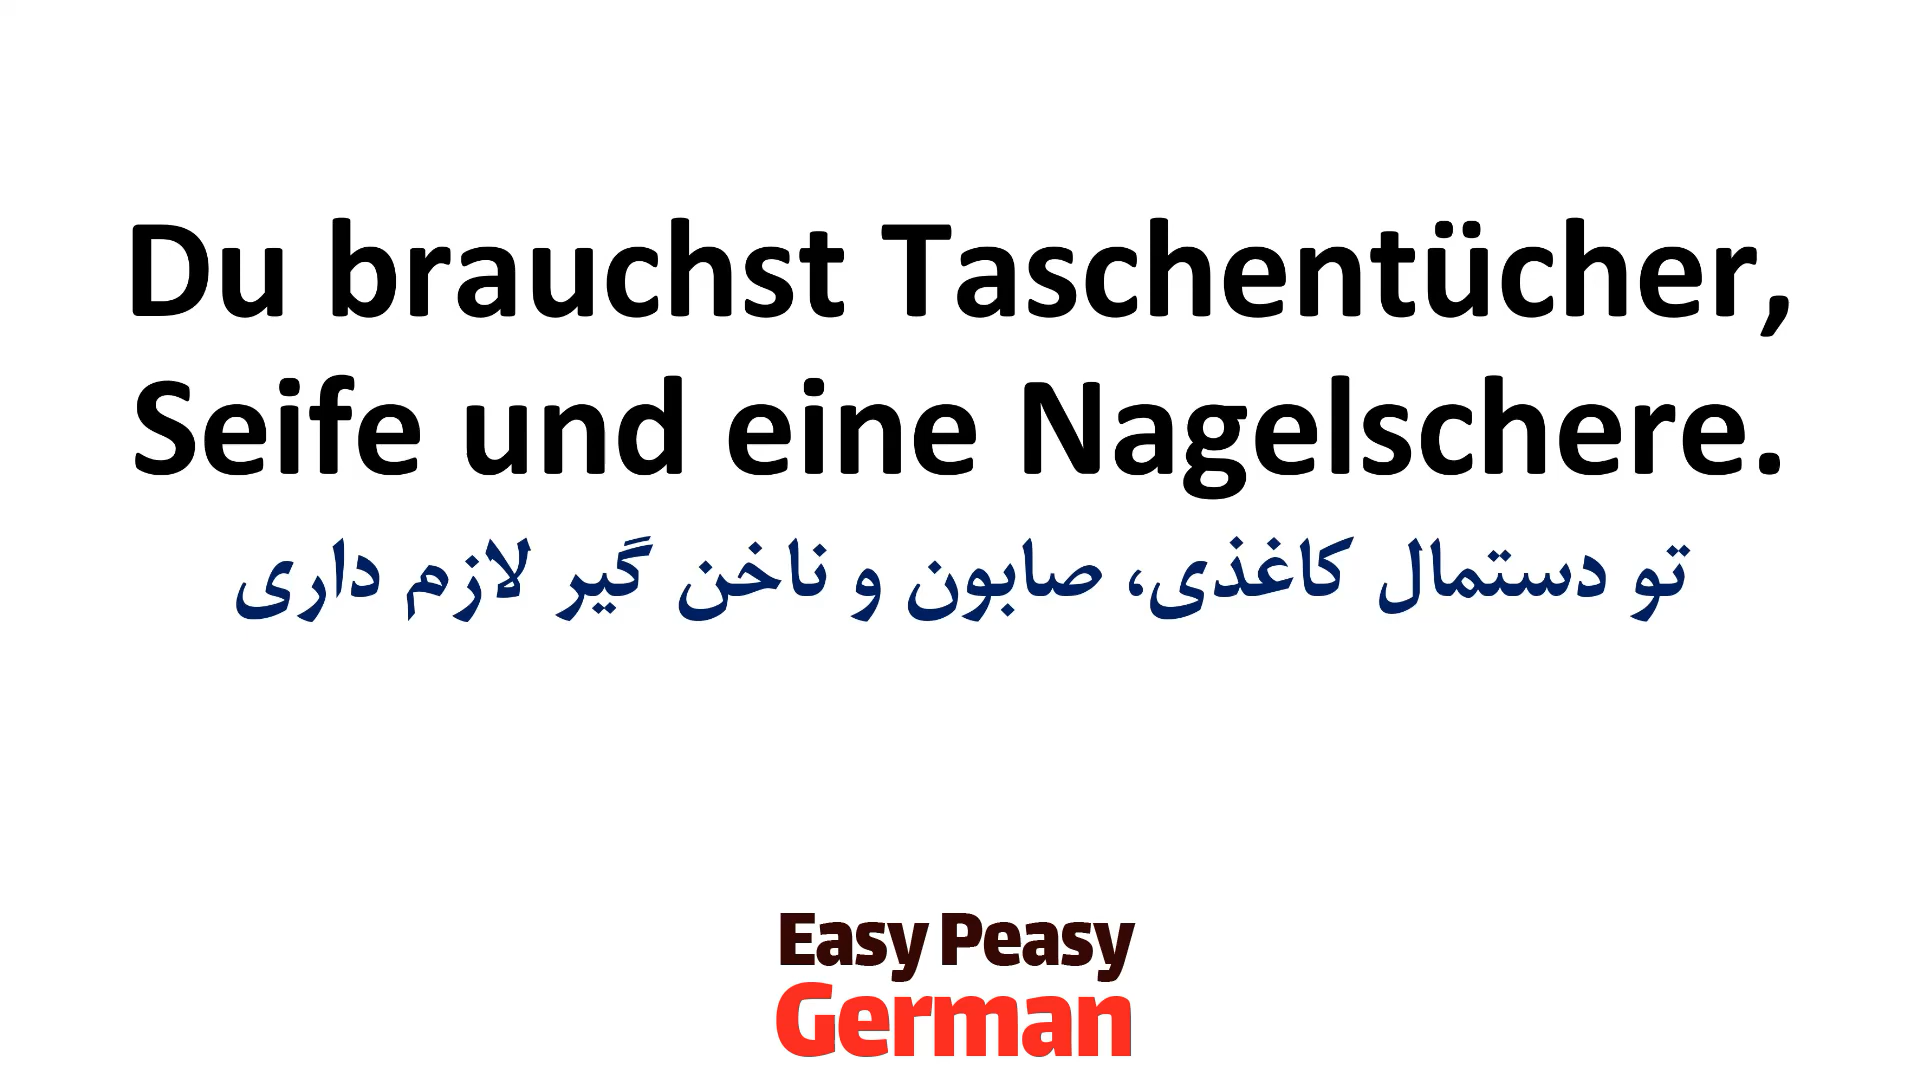 Du brauchst Taschentücher,
Seife und eine Nagelschere.
تو دستمال کاغذی، صابون و ناخن گیر لازم داری
Easy Peasy
German